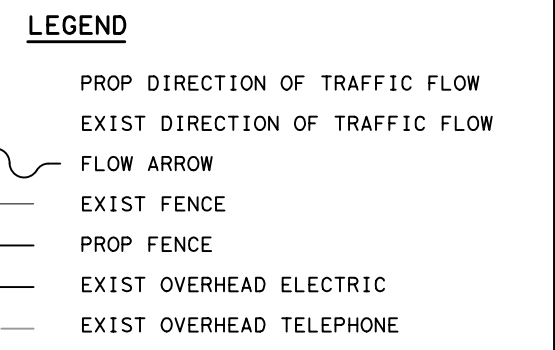 LEGEND
PROP DIRECTION OF TRAFFIC FLOW
EXIST DIRECTION OF TRAFFIC FLOW
FLOW ARROW
EXIST FENCE
PROP FENCE
EXIST OVERHEAD ELECTRIC
EXIST OVERHEAD TELEPHONE